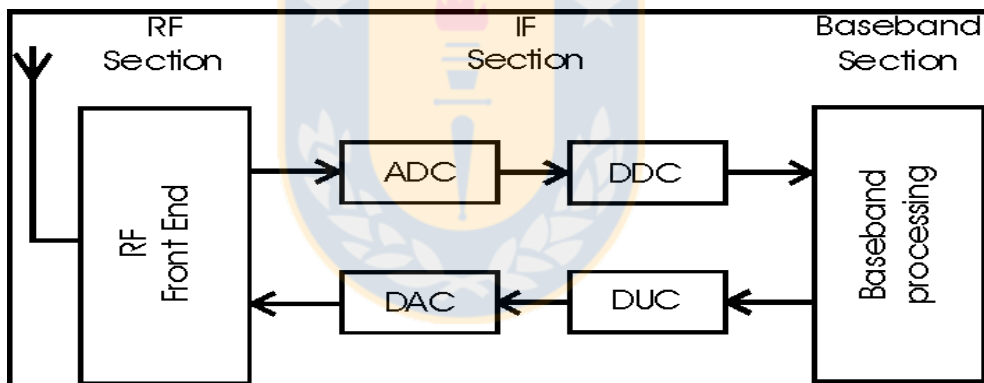 RF
Section
IF
Section
Baseband
Section
RF
Front End
ADC
DDC
DAC
DUC
Baseband
processing